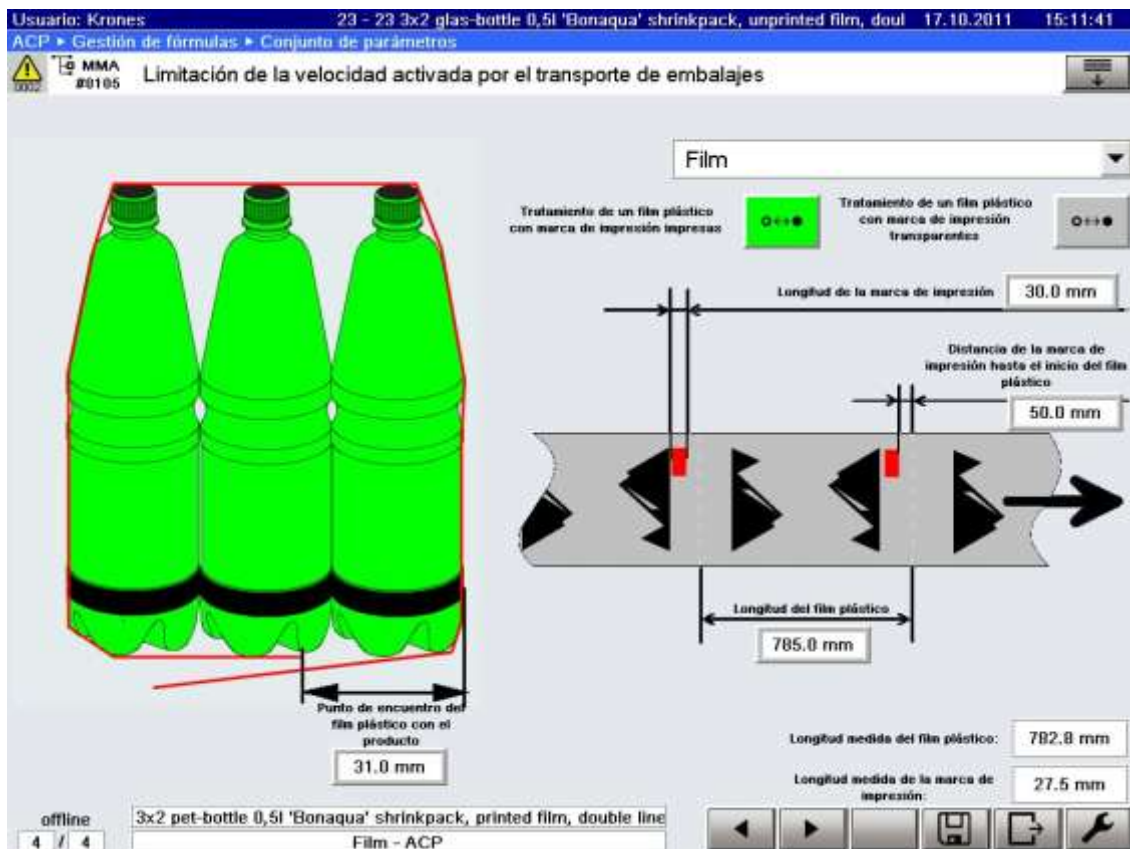 Usuario: Krones 23 - 23 3x2 glas-bottle 0,5l 'Bonaqua' shrinkpack, unprinted film, doul 17.10.2011 15:11:41
ACP ▸ Gestión de fórmulas ▸ Conjunto de parámetros
0002 MMA #0105 Limitación de la velocidad activada por el transporte de embalajes
Film
Tratamiento de un film plástico
con marca de impresión impresas
Tratamiento de un film plástico
con marca de impresión
transparentes
Longitud de la marca de impresión 30.0 mm
Distancia de la marca de
impresión hasta el inicio del film
plástico
50.0 mm
Longitud del film plástico
785.0 mm
Punto de encuentro del
film plástico con el
producto
31.0 mm
Longitud medida del film plástico: 782.8 mm
Longitud medida de la marca de
impresión: 27.5 mm
offline
4 / 4
3x2 pet-bottle 0,5l 'Bonaqua' shrinkpack, printed film, double line
Film - ACP